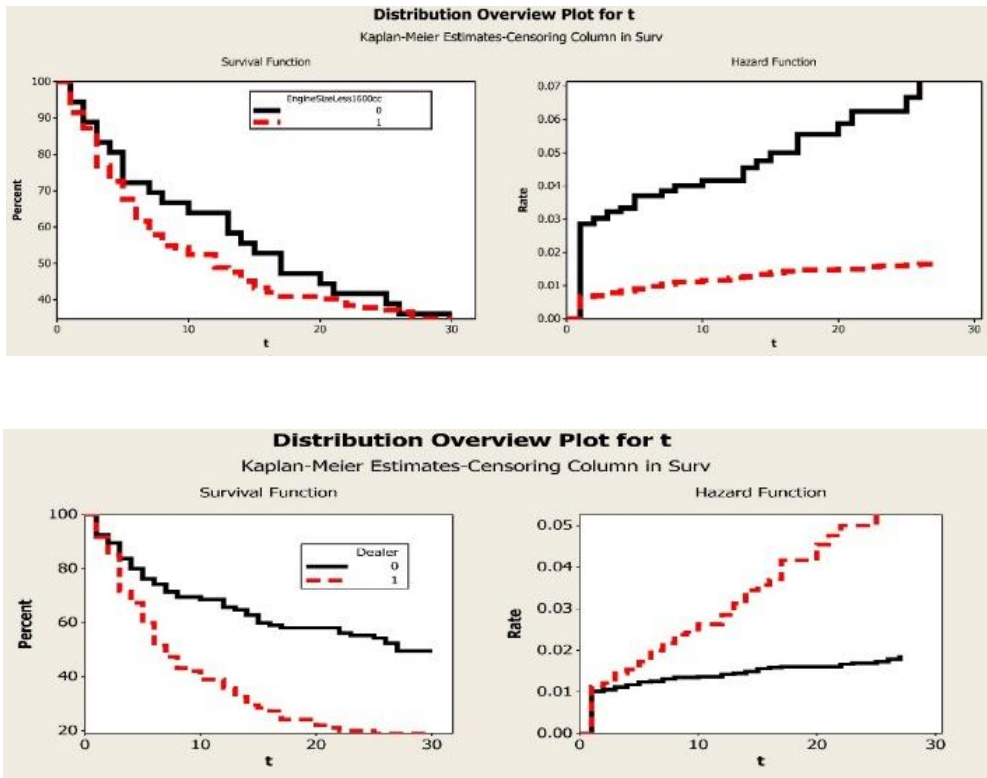 Distribution Overview Plot for t
Kaplan-Meier Estimates-Censoring Column in Surv
Survival Function
EngineSizeLess1600cc
0
1
Percent
100
90
80
70
60
50
40
0 10 20 30
t
Hazard Function
Rate
0.07
0.06
0.05
0.04
0.03
0.02
0.01
0.00
0 10 20 30
t
Distribution Overview Plot for t
Kaplan-Meier Estimates-Censoring Column in Surv
Survival Function
Dealer
0
1
Percent
100
80
60
40
20
0 10 20 30
t
Hazard Function
Rate
0.05
0.04
0.03
0.02
0.01
0.00
0 10 20 30
t